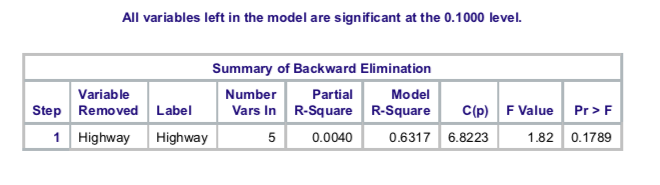 All variables left in the model are significant at the 0.1000 level.
Summary of Backward Elimination
Step Variable Removed Label Number Vars In Partial R-Square Model R-Square C(p) F Value Pr > F
1 Highway Highway 5 0.0040 0.6317 6.8223 1.82 0.1789